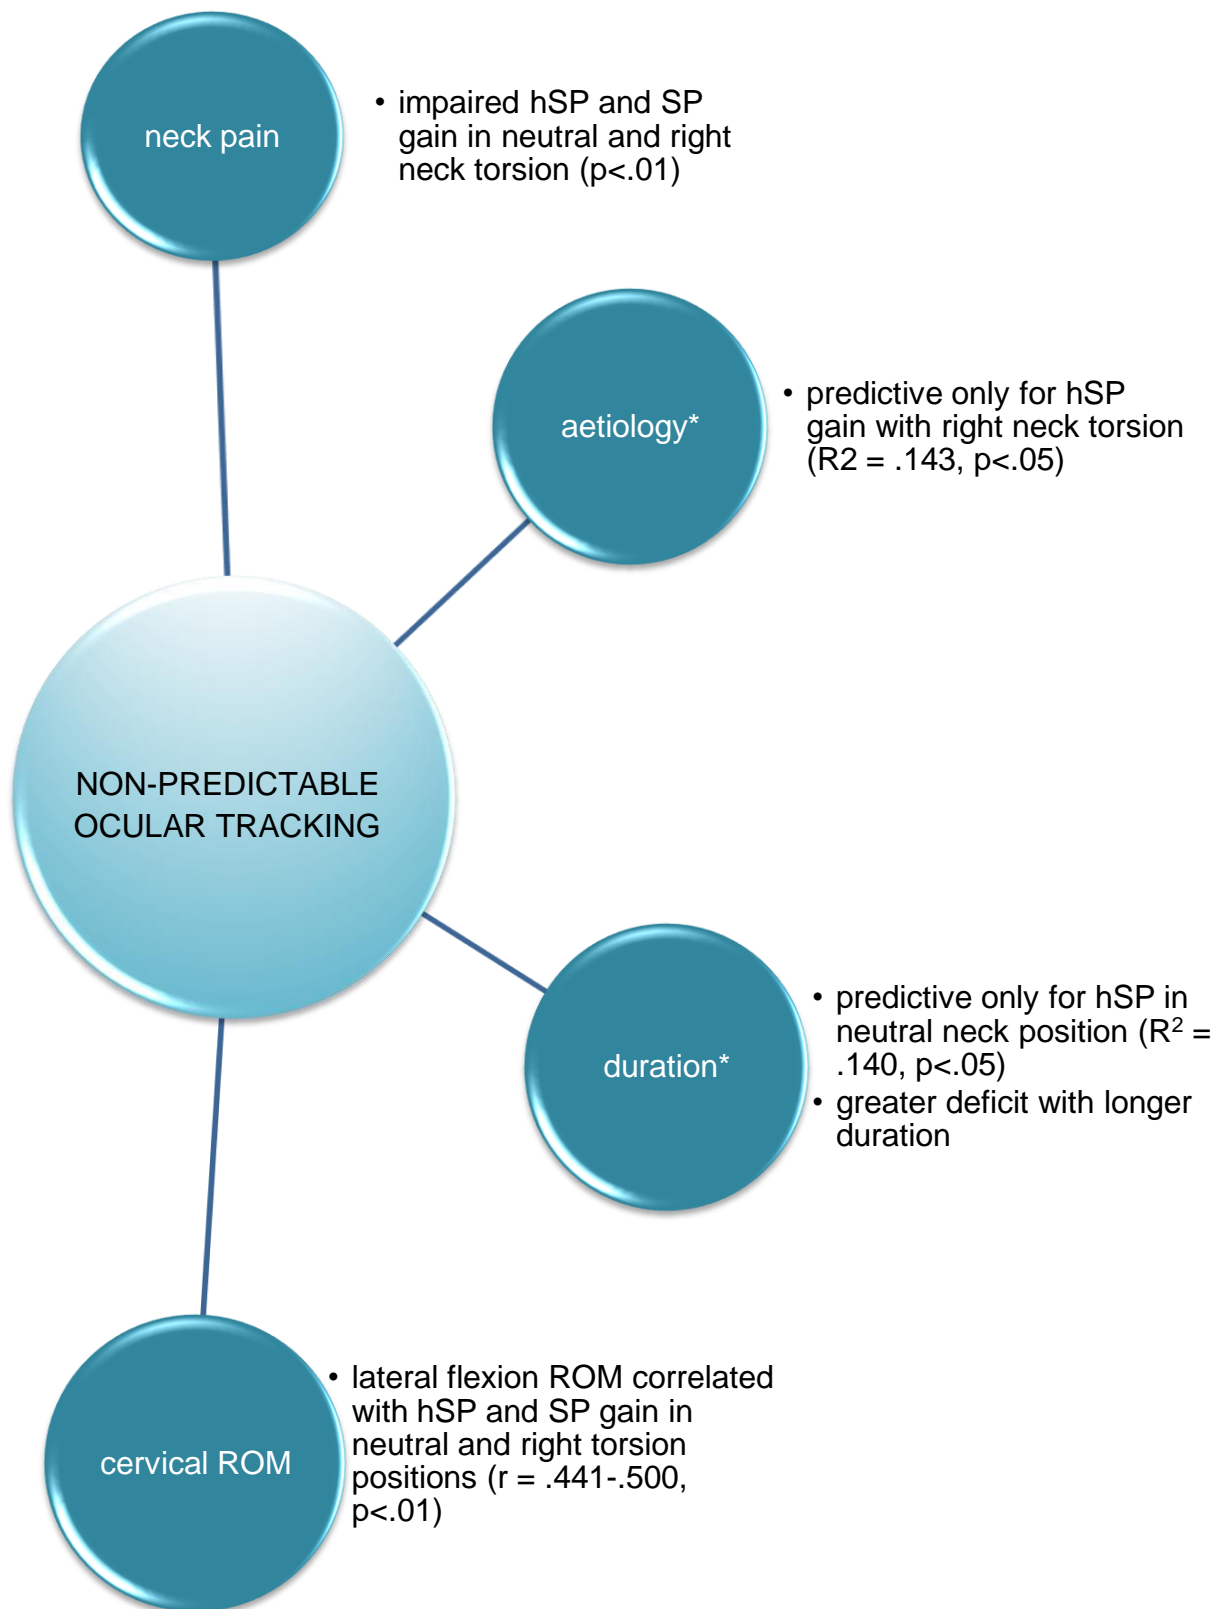 neck pain
• impaired hSP and SP
gain in neutral and right
neck torsion (p<.01)
aetiology*
• predictive only for hSP
gain with right neck torsion
(R2 = .143, p<.05)
NON-PREDICTABLE
OCULAR TRACKING
duration*
• predictive only for hSP in
neutral neck position (R² =
.140, p<.05)
• greater deficit with longer
duration
cervical ROM
• lateral flexion ROM correlated
with hSP and SP gain in
neutral and right torsion
positions (r = .441-.500,
p<.01)